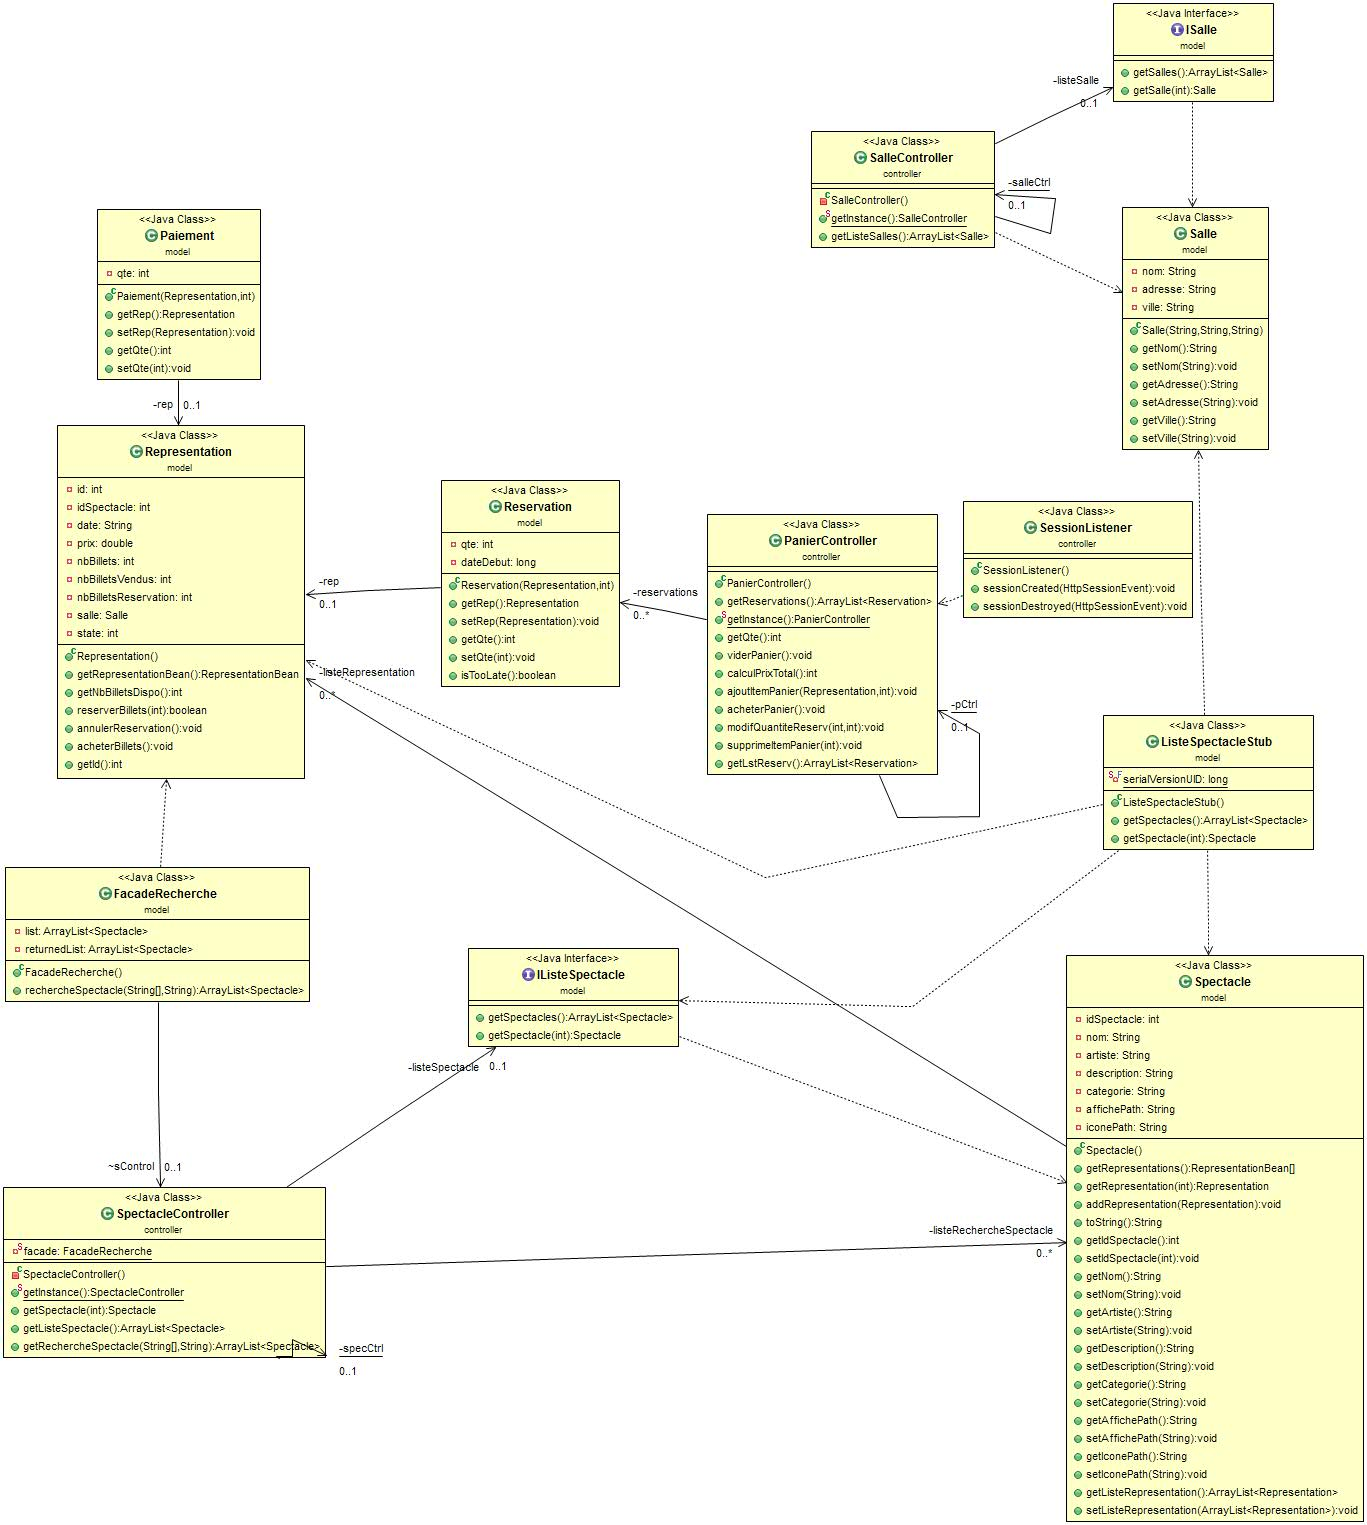 <<Java Interface>>
ISalle
model
getSalles():ArrayList<Salle>
getSalle(int):Salle
-listeSalle
0..1
<<Java Class>>
SalleController
controller
SalleController()
getInstance():SalleController
getListeSalles():ArrayList<Salle>
-salleCtrl
0..1
<<Java Class>>
Salle
model
nom: String
adresse: String
ville: String
Salle(String,String,String)
getNom():String
setNom(String):void
getAdresse():String
setAdresse(String):void
getVille():String
setVille(String):void
<<Java Class>>
Paiement
model
qte: int
Paiement(Representation,int)
getRep():Representation
setRep(Representation):void
getQte():int
setQte(int):void
-rep
0..1
<<Java Class>>
Representation
model
id: int
idSpectacle: int
date: String
prix: double
nbBillets: int
nbBilletsVendus: int
nbBilletsReservation: int
salle: Salle
state: int
Representation()
getRepresentationBean():RepresentationBean
getNbBilletsDispo():int
reserverBillets(int):boolean
annulerReservation():void
acheterBillets():void
getId():int
-rep
0..1
-listeRepresentation
0..*
<<Java Class>>
Reservation
model
qte: int
dateDebut: long
Reservation(Representation,int)
getRep():Representation
setRep(Representation):void
getQte():int
setQte(int):void
isTooLate():boolean
-reservations
0..*
<<Java Class>>
PanierController
controller
PanierController()
getReservations():ArrayList<Reservation>
getInstance():PanierController
getQte():int
viderPanier():void
calculPrixTotal():int
ajoutItemPanier(Representation,int):void
acheterPanier():void
modifQuantiteReserv(int,int):void
supprimeItemPanier(int):void
getLstReserv():ArrayList<Reservation>
-pCtrl
0..1
<<Java Class>>
SessionListener
controller
SessionListener()
sessionCreated(HttpSessionEvent):void
sessionDestroyed(HttpSessionEvent):void
<<Java Class>>
ListeSpectacleStub
model
serialVersionUID: long
ListeSpectacleStub()
getSpectacles():ArrayList<Spectacle>
getSpectacle(int):Spectacle
<<Java Class>>
FacadeRecherche
model
list: ArrayList<Spectacle>
returnedList: ArrayList<Spectacle>
FacadeRecherche()
rechercheSpectacle(String[],String):ArrayList<Spectacle>
<<Java Interface>>
IListeSpectacle
model
getSpectacles():ArrayList<Spectacle>
getSpectacle(int):Spectacle
-listeSpectacle
0..1
~sControl
0..1
<<Java Class>>
SpectacleController
controller
facade: FacadeRecherche
SpectacleController()
getInstance():SpectacleController
getSpectacle(int):Spectacle
getListeSpectacle():ArrayList<Spectacle>
getRechercheSpectacle(String[],String):ArrayList<Spectacle>
-specCtrl
0..1
-listeRechercheSpectacle
0..*
<<Java Class>>
Spectacle
model
idSpectacle: int
nom: String
artiste: String
description: String
categorie: String
affichePath: String
iconePath: String
Spectacle()
getRepresentations():RepresentationBean[]
getRepresentation(int):Representation
addRepresentation(Representation):void
toString():String
getIdSpectacle():int
setIdSpectacle(int):void
getNom():String
setNom(String):void
getArtiste():String
setArtiste(String):void
getDescription():String
setDescription(String):void
getCategorie():String
setCategorie(String):void
getAffichePath():String
setAffichePath(String):void
getIconePath():String
setIconePath(String):void
getListeRepresentation():ArrayList<Representation>
setListeRepresentation(ArrayList<Representation>):void